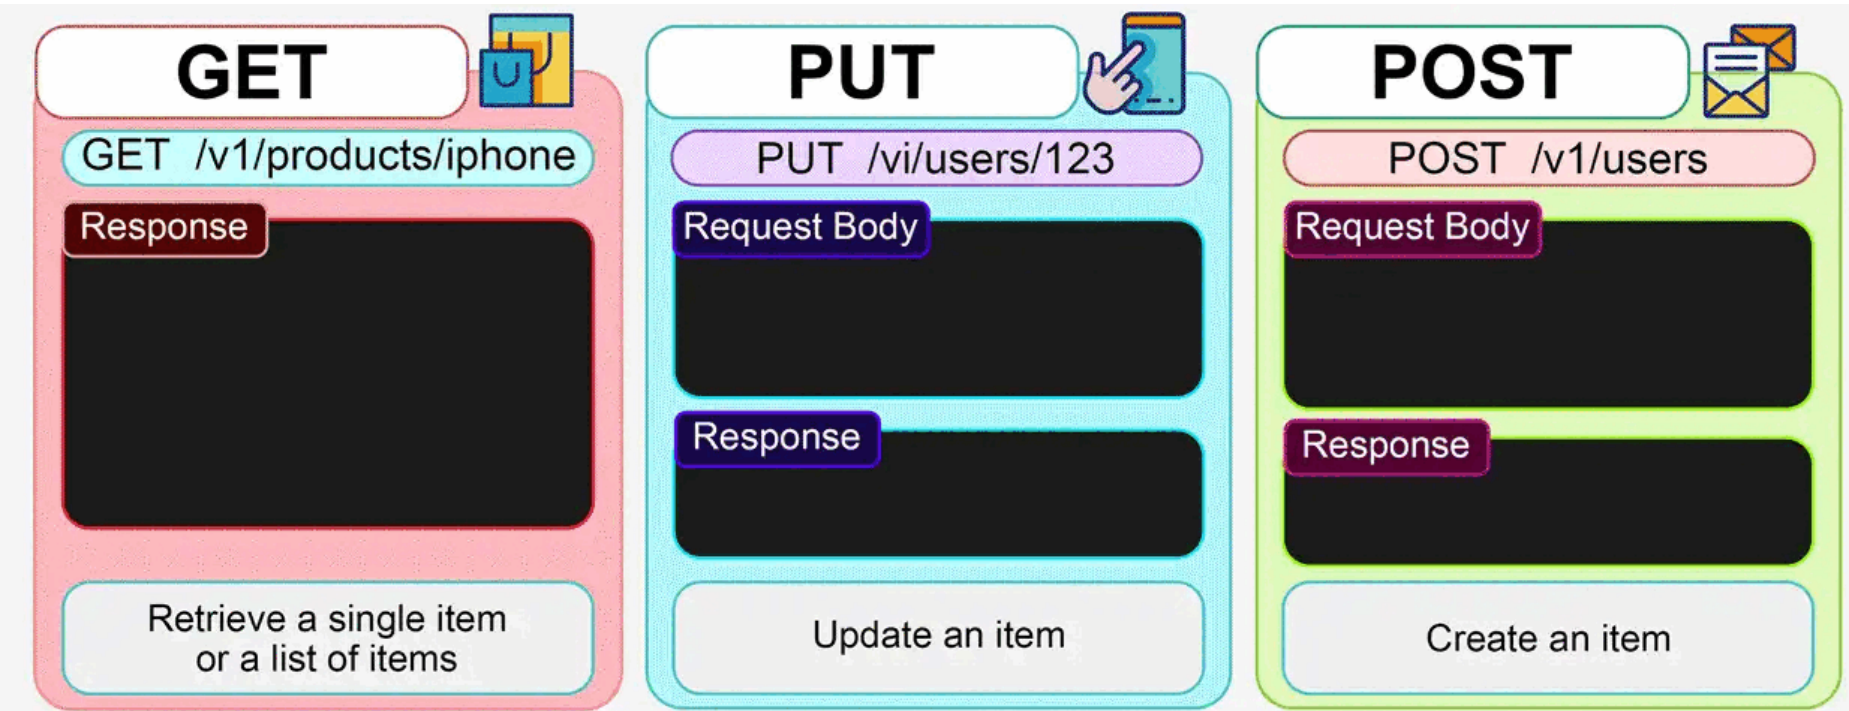 GET
GET /v1/products/iphone
Response
Retrieve a single item
or a list of items
PUT
PUT /vi/users/123
Request Body
Response
Update an item
POST
POST /v1/users
Request Body
Response
Create an item